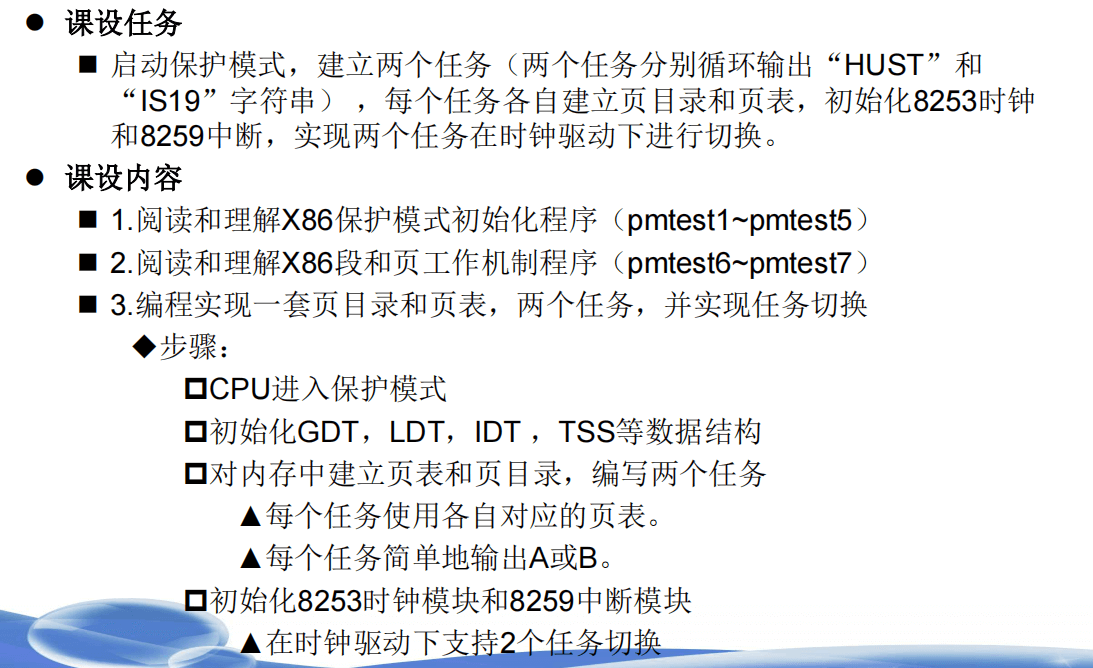 ● 课设任务
■ 启动保护模式，建立两个任务（两个任务分别循环输出“HUST”和
“IS19”字符串），每个任务各自建立页目录和页表，初始化8253时钟
和8259中断，实现两个任务在时钟驱动下进行切换。
● 课设内容
■ 1.阅读和理解X86保护模式初始化程序（pmtest1~pmtest5）
■ 2.阅读和理解X86段和页工作机制程序（pmtest6~pmtest7）
■ 3.编程实现一套页目录和页表，两个任务，并实现任务切换
◆步骤：
CPU进入保护模式
初始化GDT，LDT，IDT，TSS等数据结构
对内存中建立页表和页目录，编写两个任务
▲每个任务使用各自对应的页表。
▲每个任务简单地输出A或B。
初始化8253时钟模块和8259中断模块
▲在时钟驱动下支持2个任务切换